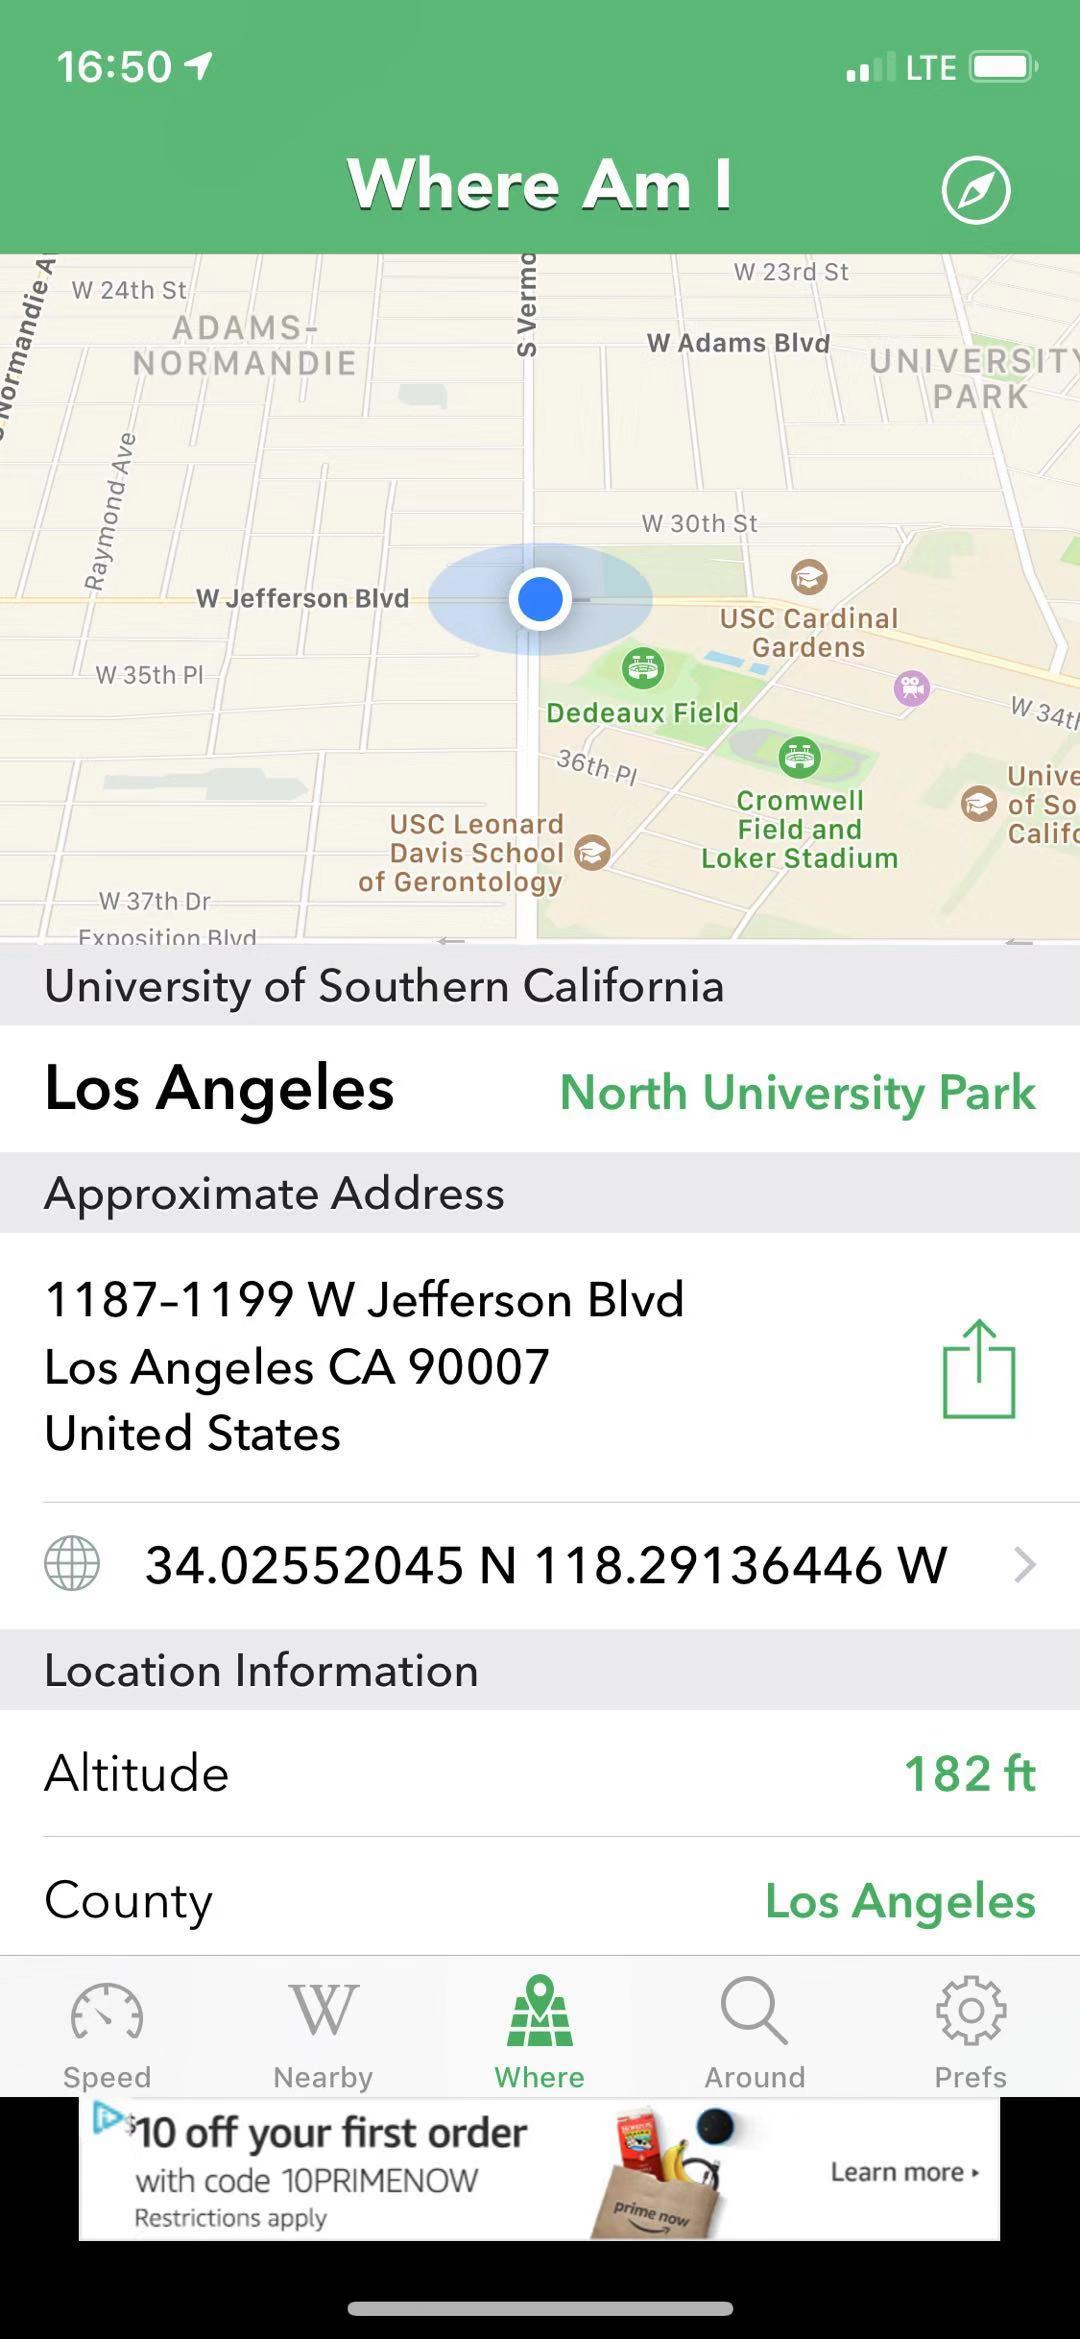 16:50
LTE
Where Am I
W 24th St
W 23rd St
ADAMS-
NORMANDIE
S Vermo
W Adams Blvd
UNIVERSITY
PARK
Normandie A
Raymond Ave
W 30th St
W Jefferson Blvd
USC Cardinal
Gardens
W 35th Pl
Dedeaux Field
W 34th
36th Pl
Cromwell
Field and
Loker Stadium
Unive
of So
Califo
USC Leonard
Davis School
of Gerontology
W 37th Dr
Exposition Blvd
University of Southern California
Los Angeles
North University Park
Approximate Address
1187–1199 W Jefferson Blvd
Los Angeles CA 90007
United States
34.02552045 N 118.29136446 W
Location Information
Altitude
182 ft
County
Los Angeles
W
Speed
Nearby
Where
Around
Prefs
$10 off your first order
with code 10PRIMENOW
Restrictions apply
prime now
Learn more